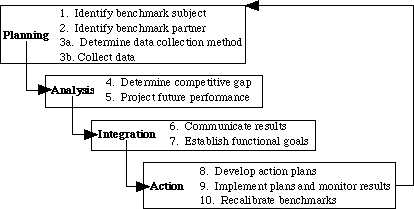 Planning
1. Identify benchmark subject
2. Identify benchmark partner
3a. Determine data collection method
3b. Collect data
Analysis
4. Determine competitive gap
5. Project future performance
Integration
6. Communicate results
7. Establish functional goals
Action
8. Develop action plans
9. Implement plans and monitor results
10. Recalibrate benchmarks